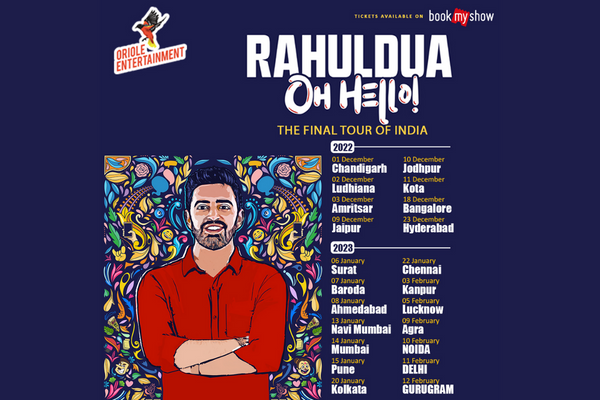 ORIOLE
ENTERTAINMENT
TICKETS AVAILABLE ON bookmyshow
RAHULDUA
OH HELLO!
THE FINAL TOUR OF INDIA
2022
01 December
Chandigarh
02 December
Ludhiana
03 December
Amritsar
09 December
Jaipur
10 December
Jodhpur
11 December
Kota
18 December
Bangalore
23 December
Hyderabad
2023
06 January
Surat
07 January
Baroda
08 January
Ahmedabad
13 January
Navi Mumbai
14 January
Mumbai
15 January
Pune
20 January
Kolkata
22 January
Chennai
03 February
Kanpur
05 February
Lucknow
09 February
Agra
10 February
NOIDA
11 February
DELHI
12 February
GURUGRAM